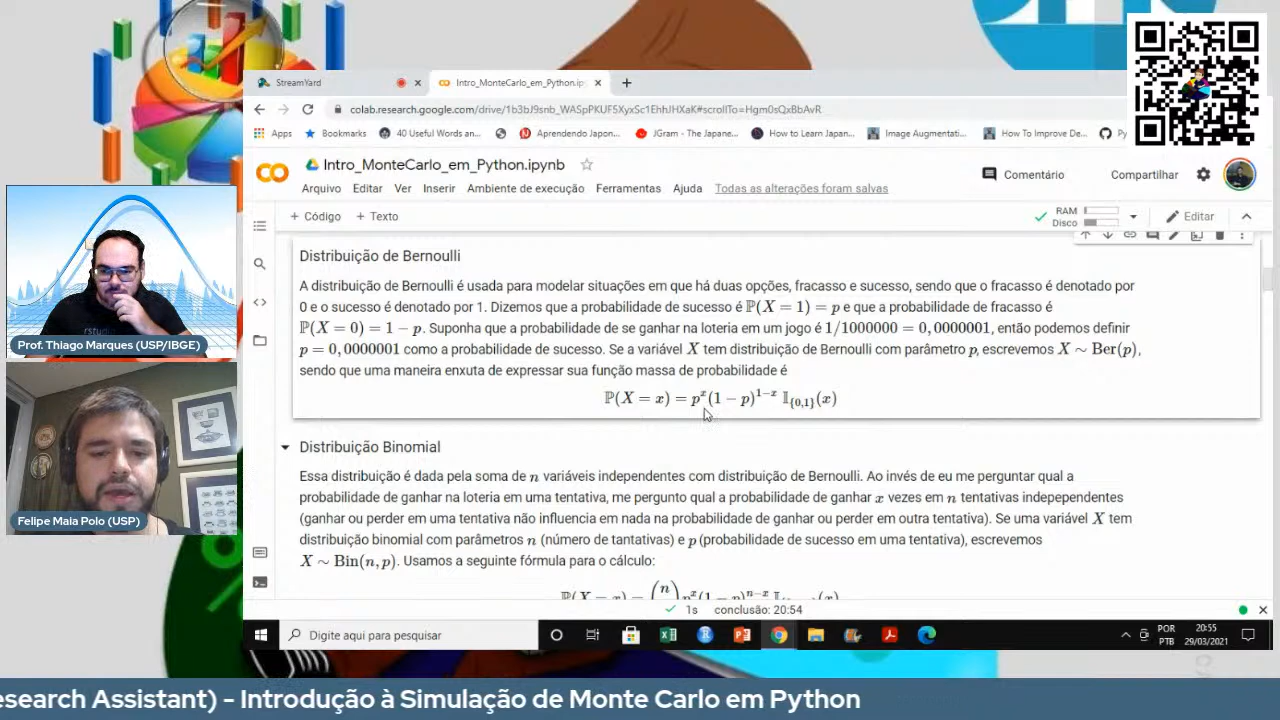 StreamYard
Intro_MonteCarlo_em_Python.ip
colab.research.google.com/drive/1b3bJ9snb_WASpPKUF5XyxSc1EhhJHXaK#scrollTo=Hgm0sQxBbAvR
Apps Bookmarks 40 Useful Words an... Aprendendo Japon... JGram - The Japane... How to Learn Japan... Image Augmentati... How To Improve De...
Intro_MonteCarlo_em_Python.ipynb
Comentário Compartilhar
Arquivo Editar Ver Inserir Ambiente de execução Ferramentas Ajuda Todas as alterações foram salvas
+ Código + Texto
RAM
Disco
Editar
Distribuição de Bernoulli
A distribuição de Bernoulli é usada para modelar situações em que há duas opções, fracasso e sucesso, sendo que o fracasso é denotado por
0 e o sucesso é denotado por 1. Dizemos que a probabilidade de sucesso é ℙ(X = 1) = p e que a probabilidade de fracasso é
ℙ(X = 0) = 1 − p. Suponha que a probabilidade de se ganhar na loteria em um jogo é 1/1000000 = 0,0000001, então podemos definir
p = 0,0000001 como a probabilidade de sucesso. Se a variável X tem distribuição de Bernoulli com parâmetro p, escrevemos X ∼ Ber(p),
sendo que uma maneira enxuta de expressar sua função massa de probabilidade é
ℙ(X = x) = p^x(1 − p)^{1−x} 𝕀_{{0,1}}(x)
Distribuição Binomial
Essa distribuição é dada pela soma de n variáveis independentes com distribuição de Bernoulli. Ao invés de eu me perguntar qual a
probabilidade de ganhar na loteria em uma tentativa, me pergunto qual a probabilidade de ganhar x vezes em n tentativas indepependentes
(ganhar ou perder em uma tentativa não influencia em nada na probabilidade de ganhar ou perder em outra tentativa). Se uma variável X tem
distribuição binomial com parâmetros n (número de tantativas) e p (probabilidade de sucesso em uma tentativa), escrevemos
X ∼ Bin(n, p). Usamos a seguinte fórmula para o cálculo:
1s conclusão: 20:54
Digite aqui para pesquisar
POR
PTB
20:55
29/03/2021
rstudio
Prof. Thiago Marques (USP/IBGE)
Felipe Maia Polo (USP)
esearch Assistant) - Introdução à Simulação de Monte Carlo em Python